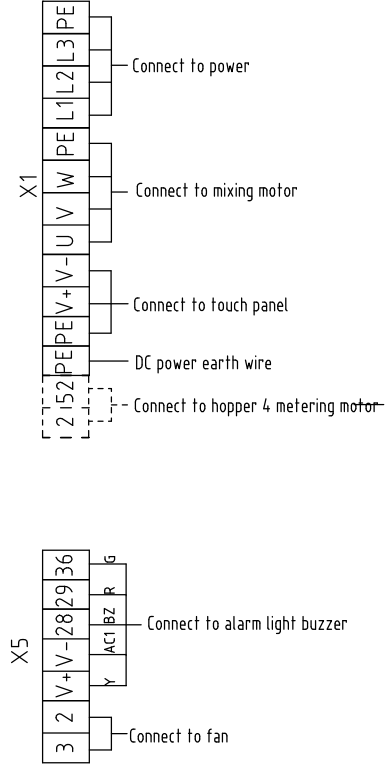 X1
PE
L3
Connect to power
L2
L1
PE
W
Connect to mixing motor
V
U
V-
V+
Connect to touch panel
PE
PE
DC power earth wire
52
Connect to hopper 4 metering motor
2
X5
36 G
29 R
28 BZ
Connect to alarm light buzzer
V- AC1
V+ Y
2
Connect to fan
3